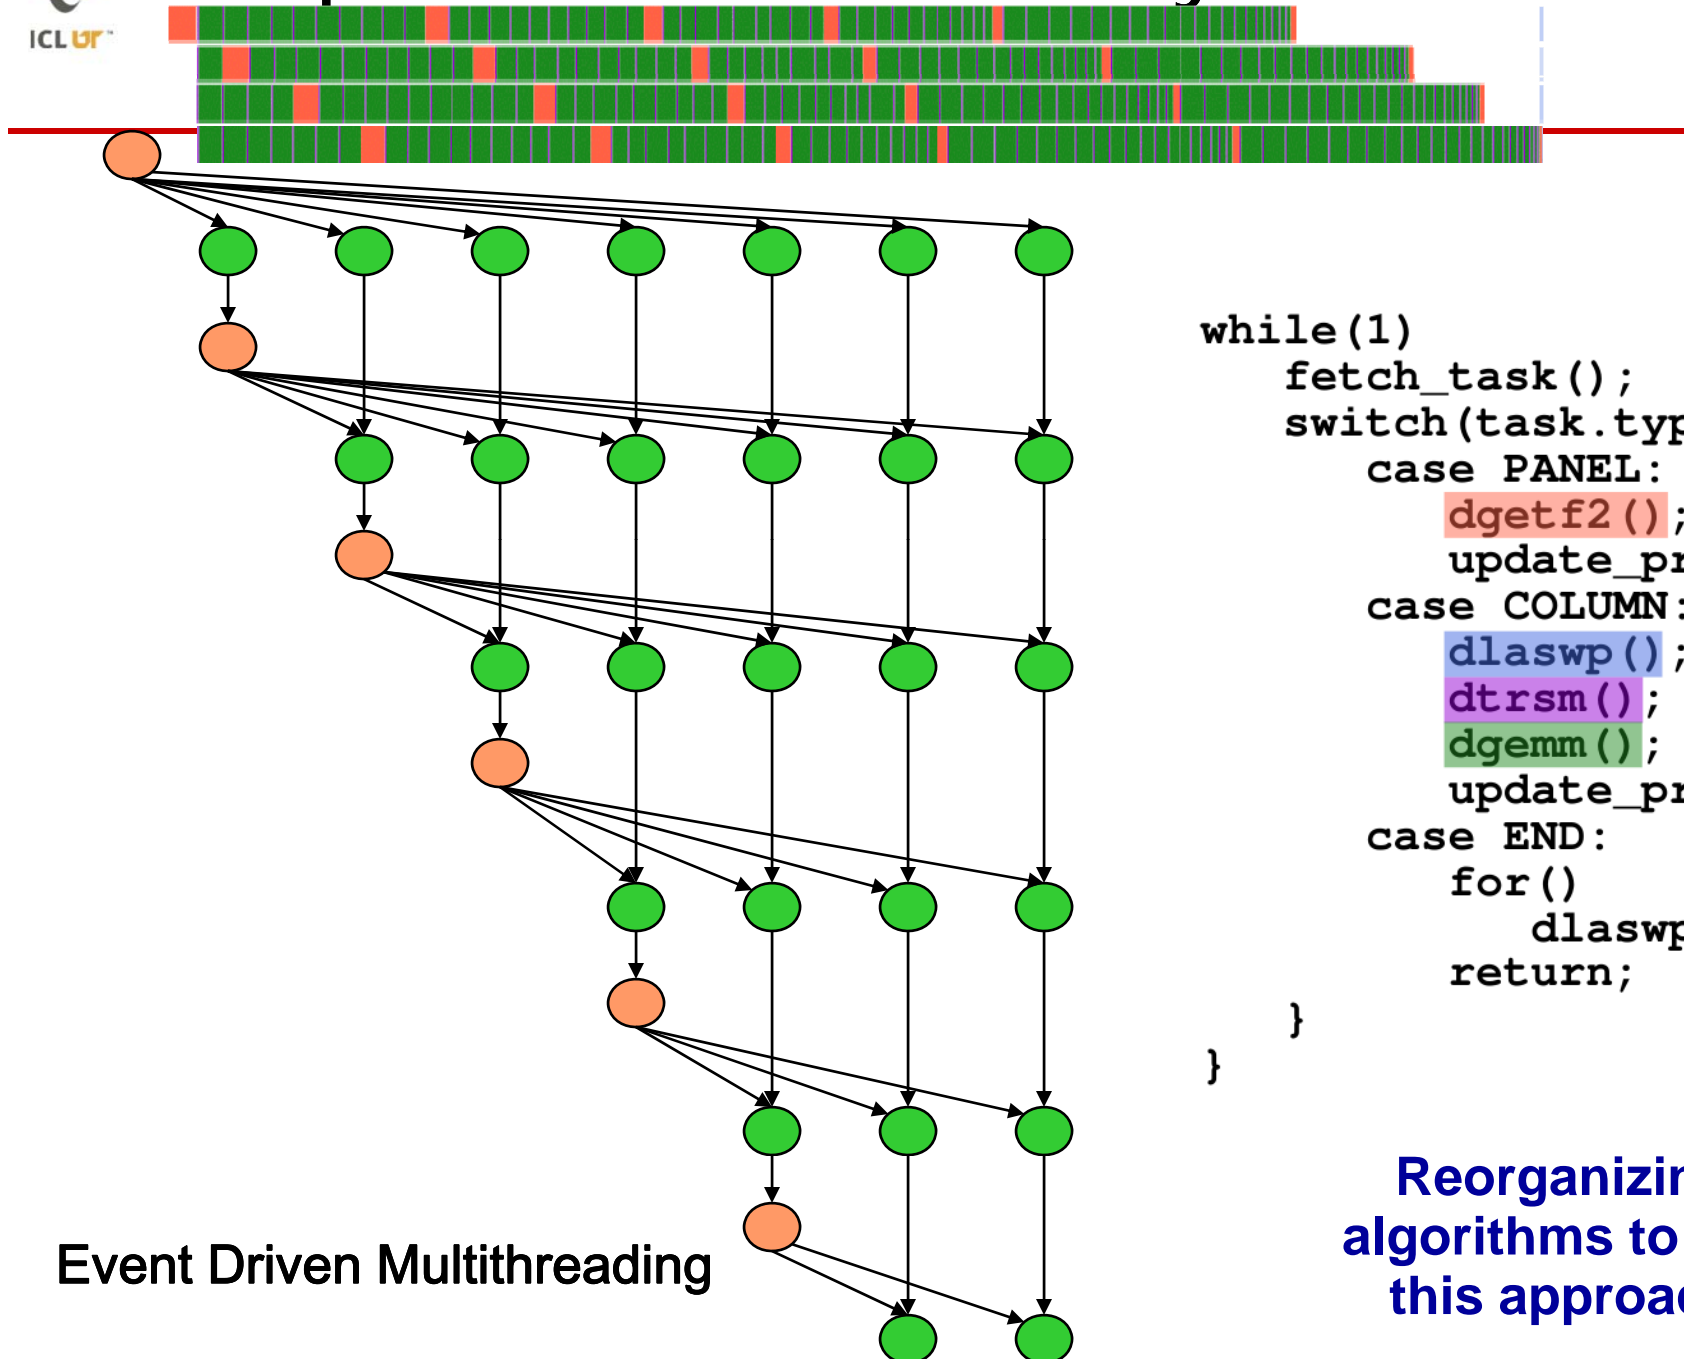 ICL UT
while(1)
fetch_task();
switch(task.typ
case PANEL:
dgetf2();
update_pr
case COLUMN:
dlaswp();
dtrsm();
dgemm();
update_pr
case END:
for()
dlaswp
return;
}
}
Reorganizin
algorithms to
this approac
Event Driven Multithreading